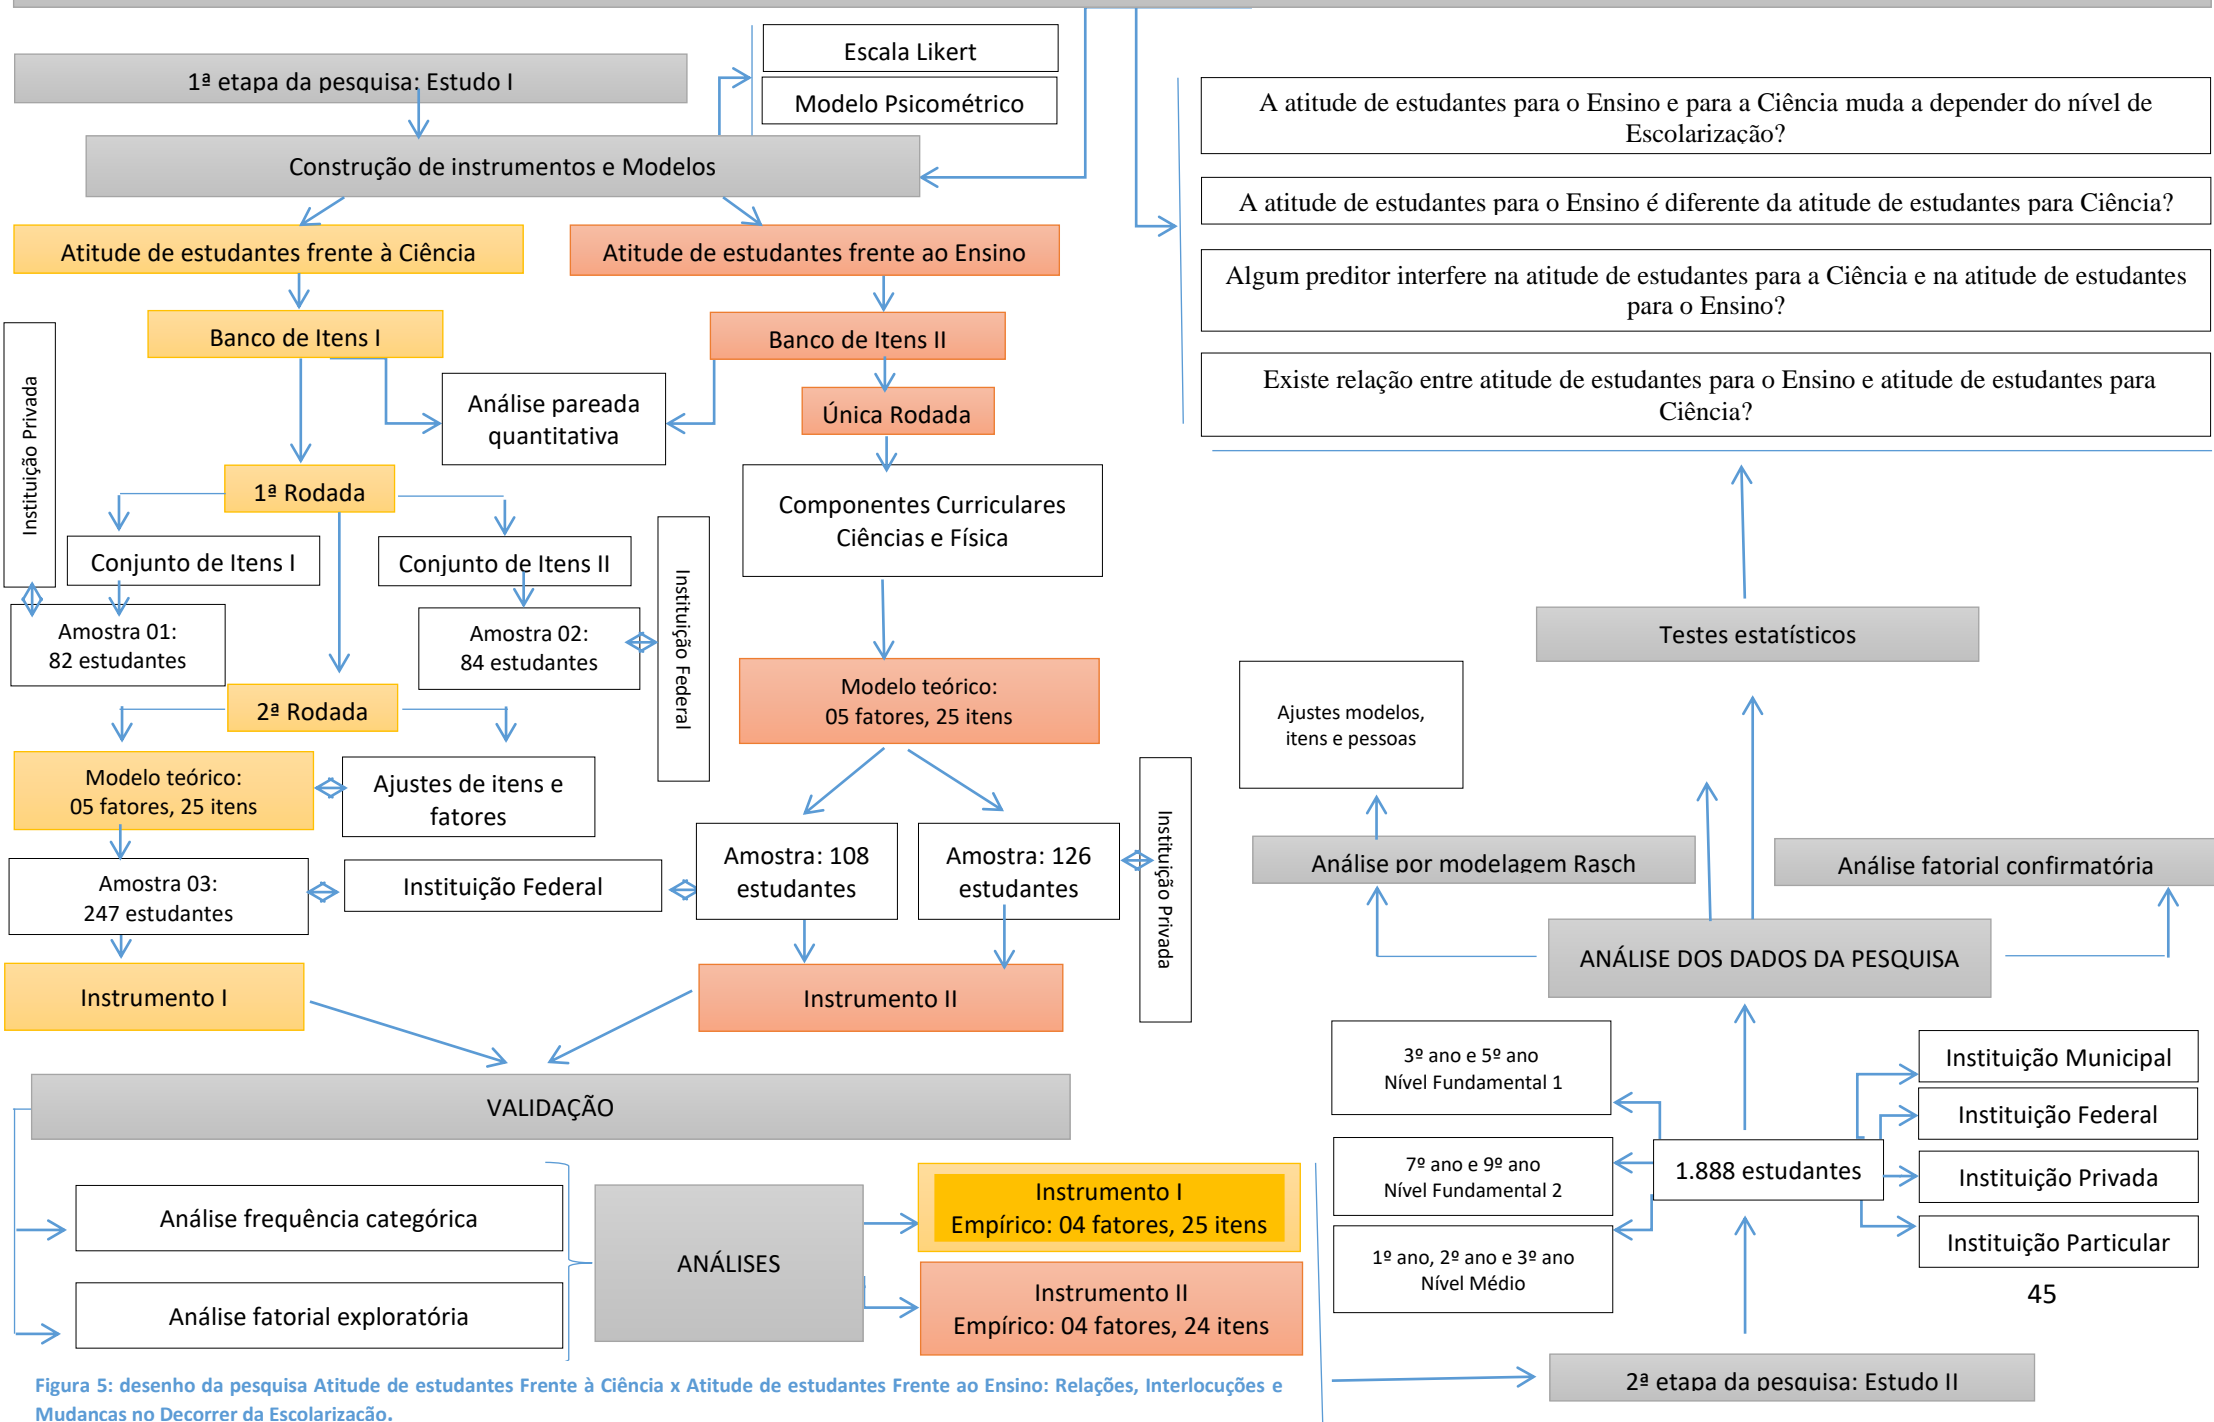 Escala Likert
1ª etapa da pesquisa: Estudo I
Modelo Psicométrico
Construção de instrumentos e Modelos
Atitude de estudantes frente à Ciência
Atitude de estudantes frente ao Ensino
Banco de Itens I
Banco de Itens II
Instituição Privada
Análise pareada
quantitativa
Única Rodada
1ª Rodada
Componentes Curriculares
Ciências e Física
Conjunto de Itens I
Conjunto de Itens II
Instituição Federal
Amostra 01:
82 estudantes
Amostra 02:
84 estudantes
2ª Rodada
Modelo teórico:
05 fatores, 25 itens
Modelo teórico:
05 fatores, 25 itens
Ajustes de itens e
fatores
Amostra 03:
247 estudantes
Instituição Federal
Amostra: 108
estudantes
Amostra: 126
estudantes
Instituição Privada
Instrumento I
Instrumento II
VALIDAÇÃO
Análise frequência categórica
Análise fatorial exploratória
ANÁLISES
Instrumento I
Empírico: 04 fatores, 25 itens
Instrumento II
Empírico: 04 fatores, 24 itens
A atitude de estudantes para o Ensino e para a Ciência muda a depender do nível de
Escolarização?
A atitude de estudantes para o Ensino é diferente da atitude de estudantes para Ciência?
Algum preditor interfere na atitude de estudantes para a Ciência e na atitude de estudantes
para o Ensino?
Existe relação entre atitude de estudantes para o Ensino e atitude de estudantes para
Ciência?
Testes estatísticos
Ajustes modelos,
itens e pessoas
Análise por modelagem Rasch
Análise fatorial confirmatória
ANÁLISE DOS DADOS DA PESQUISA
3º ano e 5º ano
Nível Fundamental 1
7º ano e 9º ano
Nível Fundamental 2
1º ano, 2º ano e 3º ano
Nível Médio
1.888 estudantes
Instituição Municipal
Instituição Federal
Instituição Privada
Instituição Particular
45
2ª etapa da pesquisa: Estudo II
Figura 5: desenho da pesquisa Atitude de estudantes Frente à Ciência x Atitude de estudantes Frente ao Ensino: Relações, Interlocuções e
Mudanças no Decorrer da Escolarização.